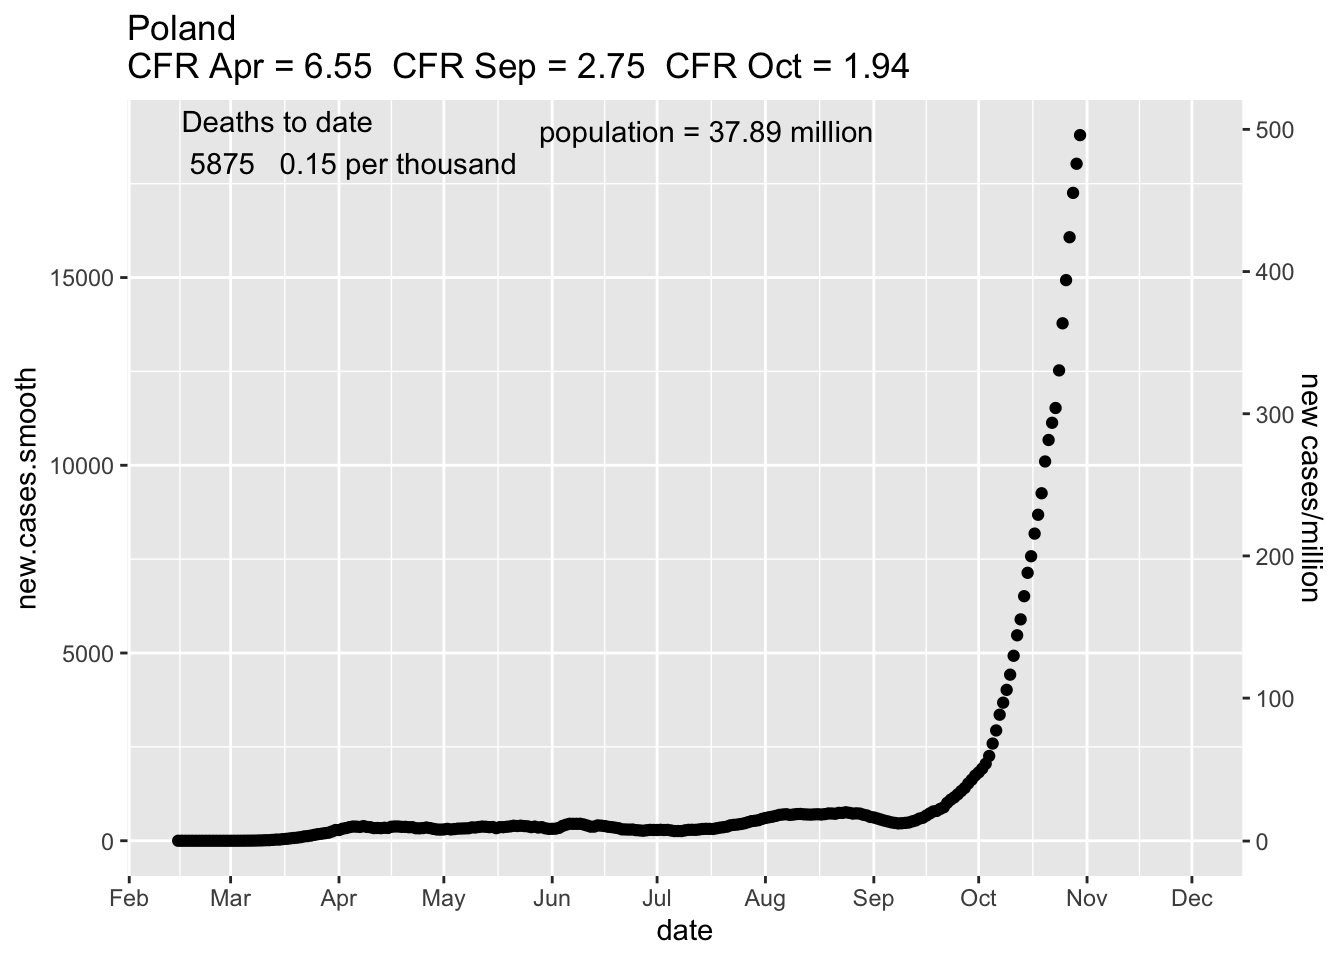 Poland
CFR Apr = 6.55  CFR Sep = 2.75  CFR Oct = 1.94
Deaths to date
5875   0.15 per thousand
population = 37.89 million
new.cases.smooth
15000
10000
5000
0
500
400
300
200
100
0
new cases/million
Feb Mar Apr May Jun Jul Aug Sep Oct Nov Dec
date